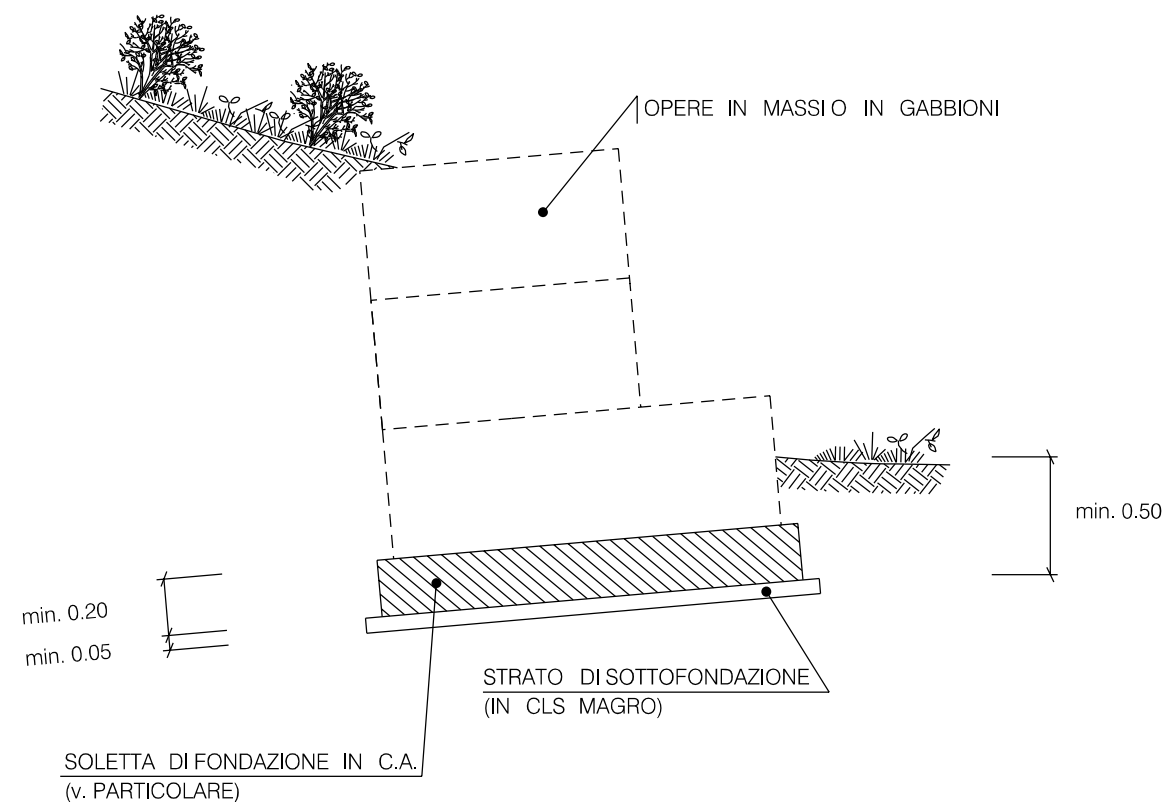 OPERE IN MASSI O IN GABBIONI
min. 0.50
min. 0.20
min. 0.05
STRATO DI SOTTOFONDAZIONE
(IN CLS MAGRO)
SOLETTA DI FONDAZIONE IN C.A.
(v. PARTICOLARE)